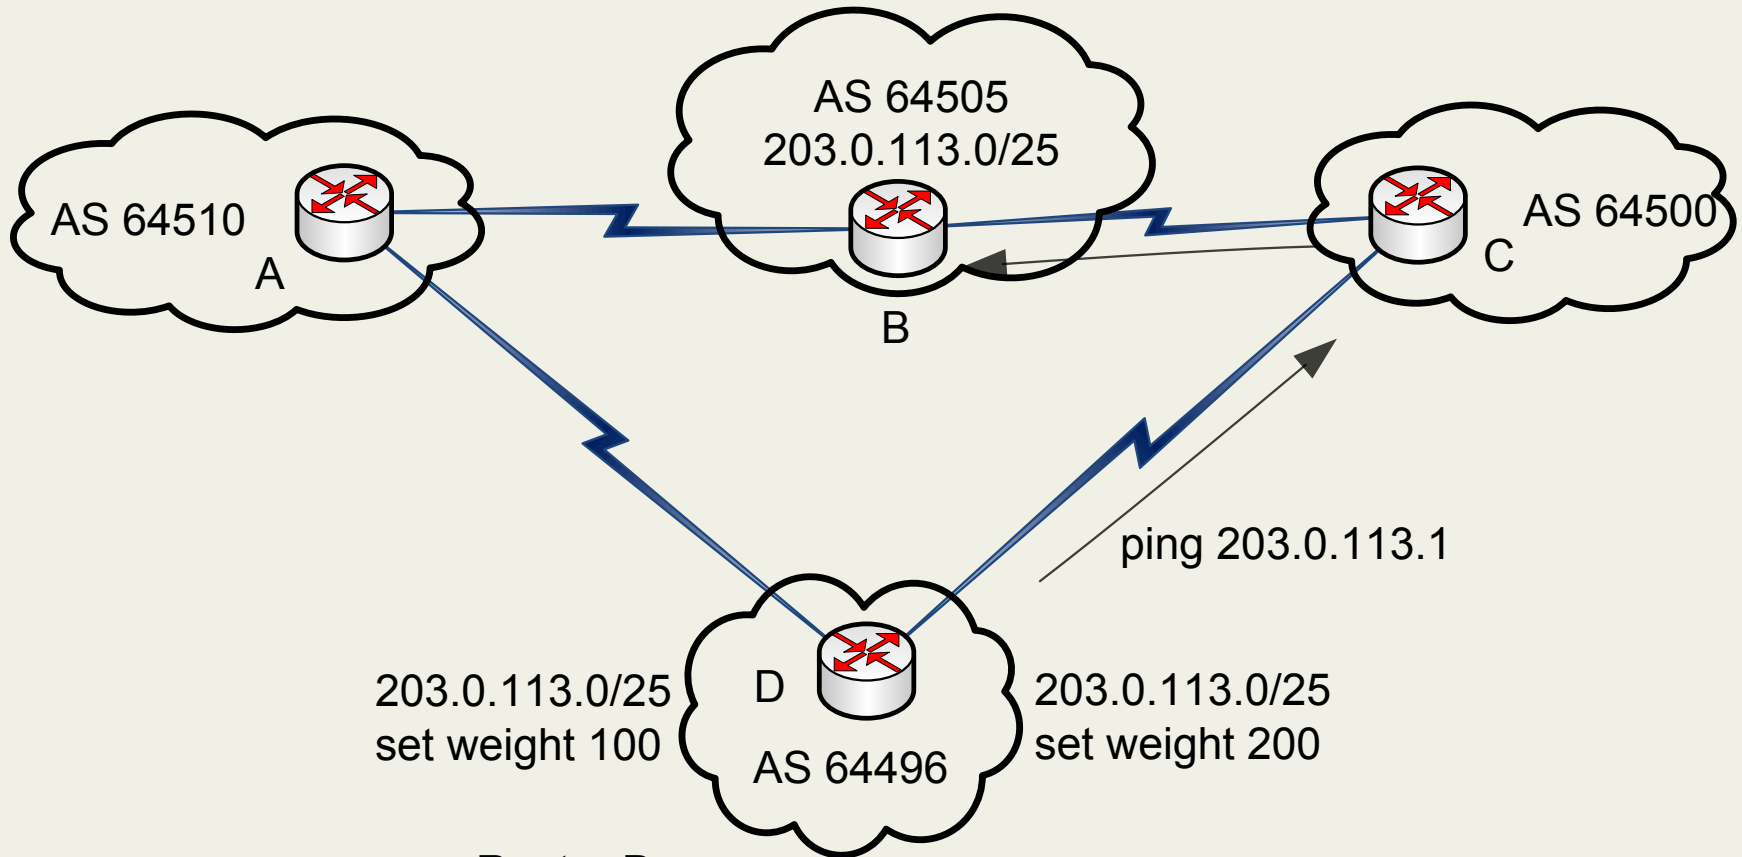 AS 64505
203.0.113.0/25
AS 64510
AS 64500
A
C
B
ping 203.0.113.1
203.0.113.0/25
set weight 100
D
203.0.113.0/25
set weight 200
AS 64496